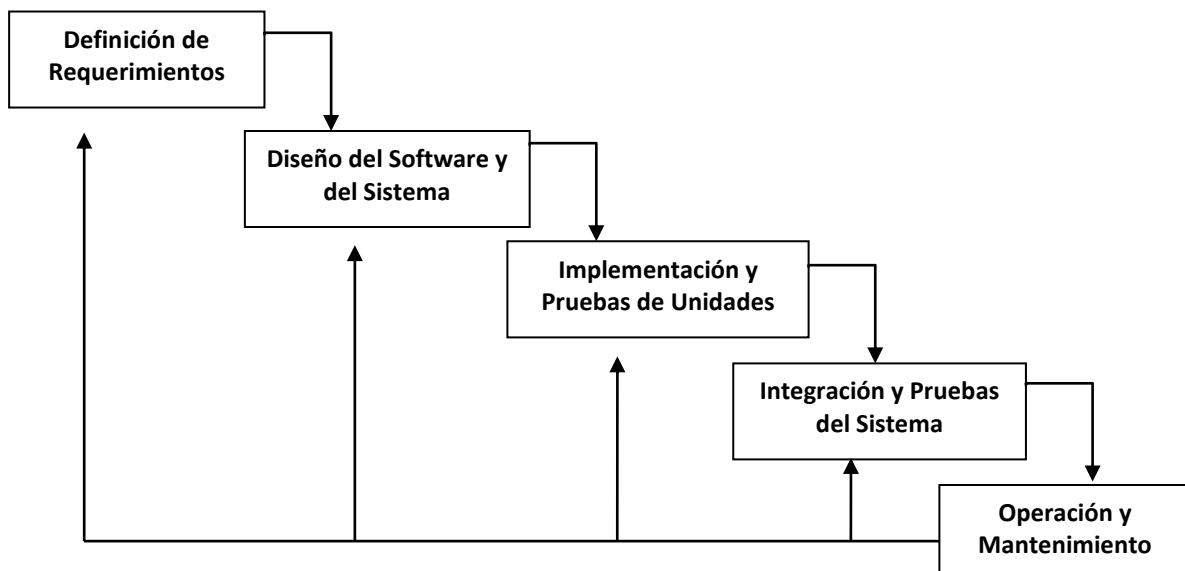 Definición de
Requerimientos
Diseño del Software y
del Sistema
Implementación y
Pruebas de Unidades
Integración y Pruebas
del Sistema
Operación y
Mantenimiento